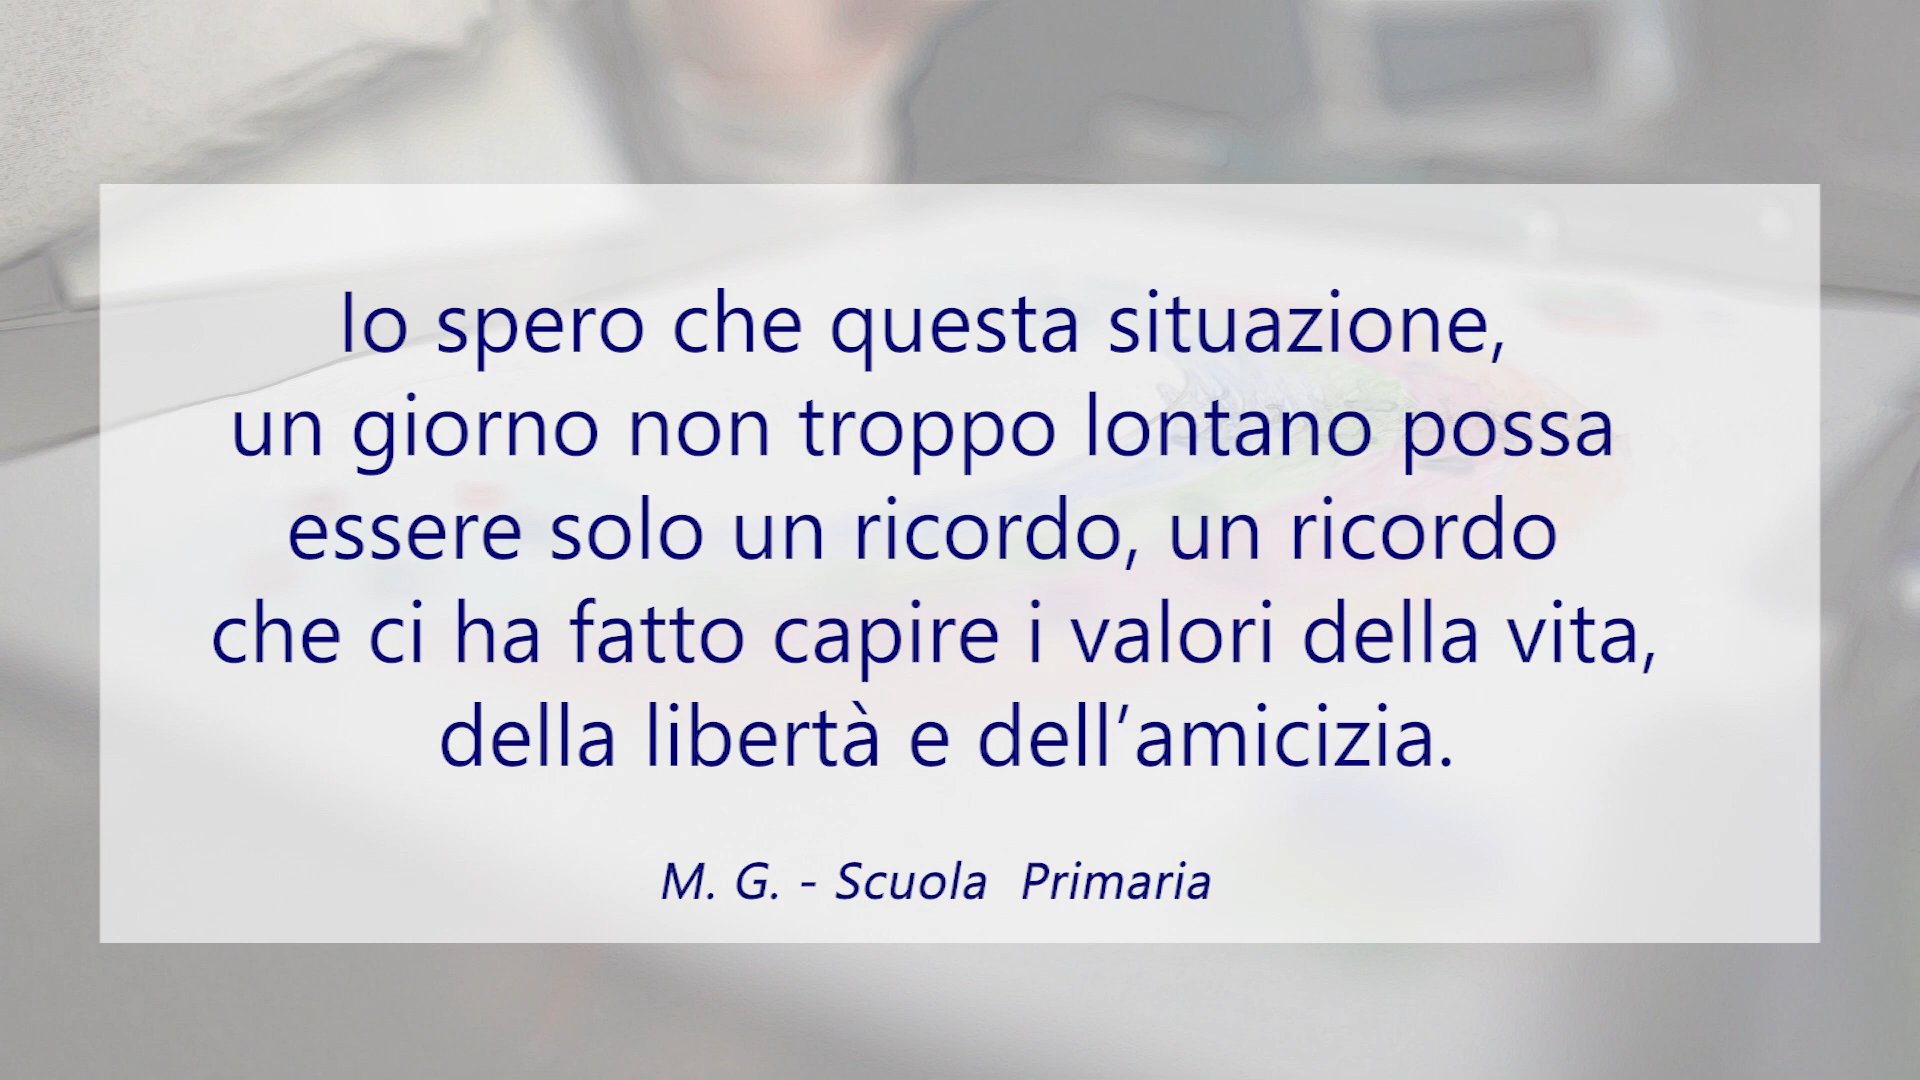 Io spero che questa situazione,
un giorno non troppo lontano possa
essere solo un ricordo, un ricordo
che ci ha fatto capire i valori della vita,
della libertà e dell’amicizia.
M. G. - Scuola Primaria